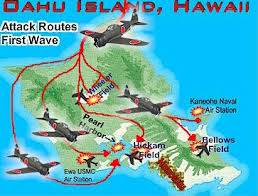 OAHU ISLAND, HAWAII
Attack Routes
First Wave
Wheeler
Field
Kaneohe Naval
Air Station
Pearl
Harbor
Hickam
Field
Bellows
Field
Ewa USMC
Air Station